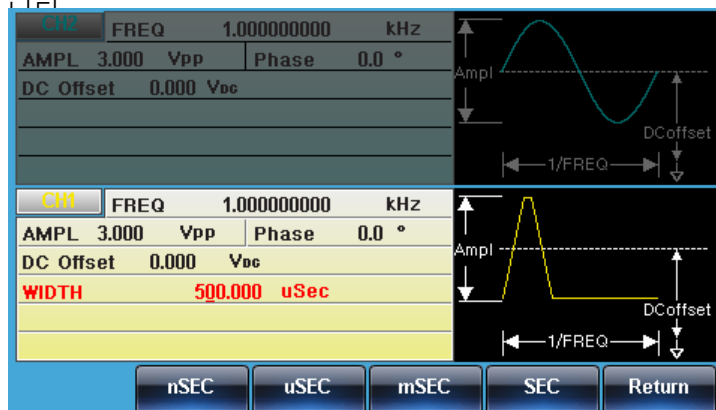 CH2 FREQ 1.000000000 kHz
AMPL 3.000 Vpp Phase 0.0 °
DC Offset 0.000 VDC
Ampl
DCoffset
1/FREQ
CH1 FREQ 1.000000000 kHz
AMPL 3.000 Vpp Phase 0.0 °
DC Offset 0.000 VDC
WIDTH 500.000 uSec
Ampl
DCoffset
1/FREQ
nSEC uSEC mSEC SEC Return